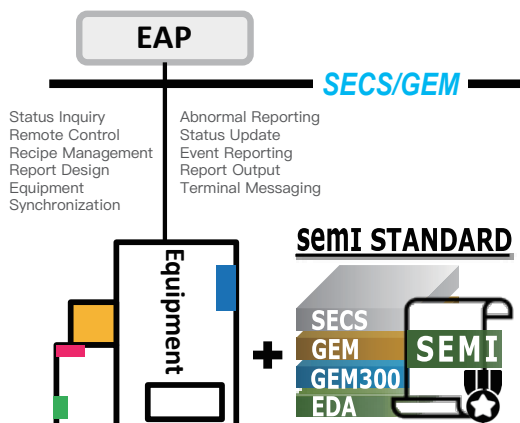 EAP
SECS/GEM
Status Inquiry
Remote Control
Recipe Management
Report Design
Equipment
Synchronization
Abnormal Reporting
Status Update
Event Reporting
Report Output
Terminal Messaging
Equipment
semI STANDARD
SECS
GEM
GEM300
EDA
SEMI